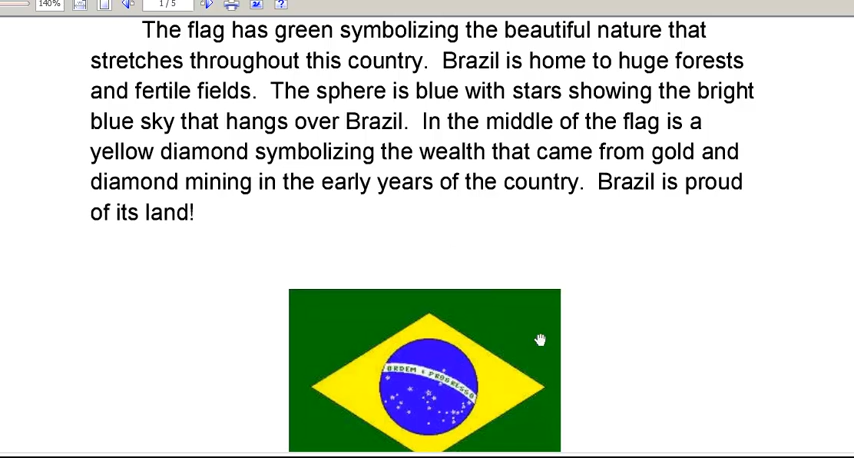 140%
1 / 5
The flag has green symbolizing the beautiful nature that
stretches throughout this country.  Brazil is home to huge forests
and fertile fields.  The sphere is blue with stars showing the bright
blue sky that hangs over Brazil.  In the middle of the flag is a
yellow diamond symbolizing the wealth that came from gold and
diamond mining in the early years of the country.  Brazil is proud
of its land!
ORDEM E PROGRESSO